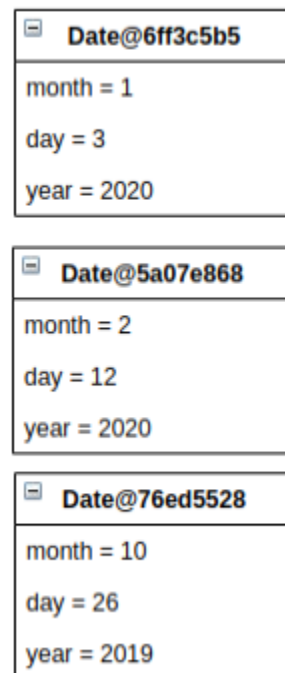 Date@6ff3c5b5
month = 1
day = 3
year = 2020
Date@5a07e868
month = 2
day = 12
year = 2020
Date@76ed5528
month = 10
day = 26
year = 2019